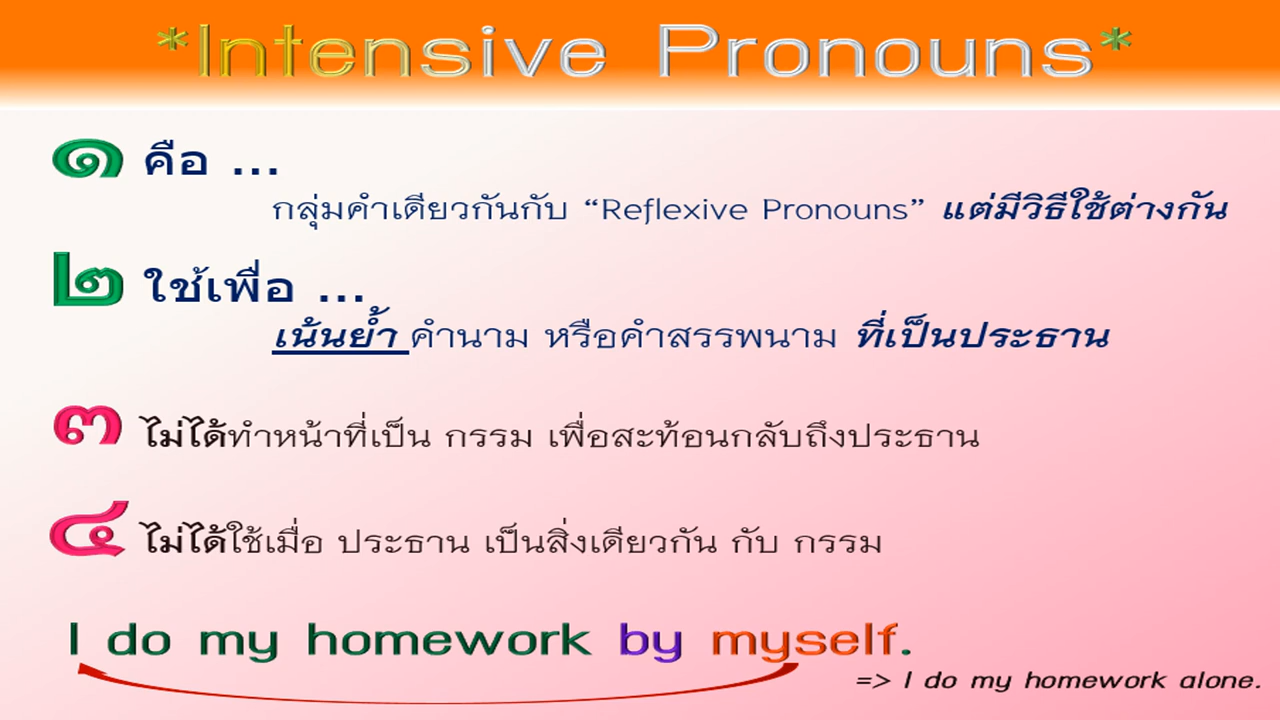 *Intensive Pronouns*
๑ คือ ...
กลุ่มคำเดียวกันกับ “Reflexive Pronouns” แต่มีวิธีใช้ต่างกัน
๒ ใช้เพื่อ ...
เน้นย้ำ คำนาม หรือคำสรรพนาม ที่เป็นประธาน
๓ ไม่ได้ทำหน้าที่เป็น กรรม เพื่อสะท้อนกลับถึงประธาน
๔ ไม่ได้ใช้เมื่อ ประธาน เป็นสิ่งเดียวกัน กับ กรรม
I do my homework by myself.
=> I do my homework alone.